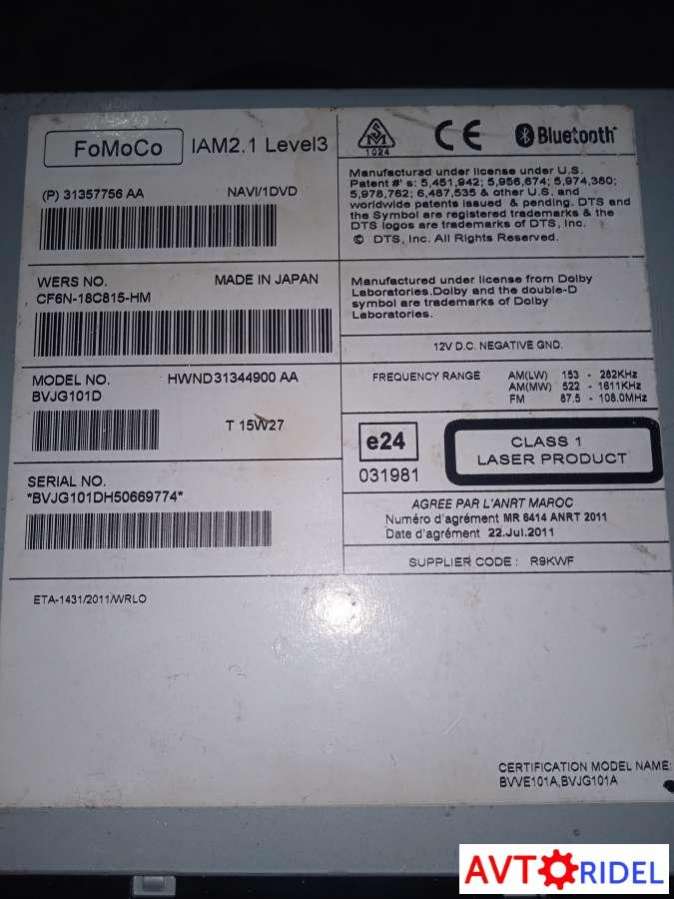 FoMoCo
IAM2.1 Level3
(P) 31357756 AA
NAVI/1DVD
WERS NO.
MADE IN JAPAN
CF6N-18C815-HM
MODEL NO.
HWND31344900 AA
BVJG101D
T 15W27
SERIAL NO.
*BVJG101DH50669774*
ETA-1431/2011/WRLO
SM
1024
CE
Bluetooth
Manufacturad under license under U.S.
Patent #' s: 5,451,942; 5,956,674; 5,974,380;
5,978,762; 6,487,535 & other U.S. and
worldwide patents issued & pending. DTS and
the Symbol are registered trademarks & the
DTS logos are tradmarks of DTS, Inc.
© DTS, Inc. All Rights Reserved.
Manufactured under license from Dolby
Laboratories.Dolby and the double-D
symbol are trademarks of Dolby
Laboratories.
12V D.C. NEGATIVE GND.
FREQUENCY RANGE AM(LW) 153 - 282KHz
AM(MW) 522 - 1611KHz
FM 87.5 - 108.0MHz
e24
031981
CLASS 1
LASER PRODUCT
AGREE PAR L'ANRT MAROC
Numéro d'agrément MR 6414 ANRT 2011
Date d'agrément 22.Jul.2011
SUPPLIER CODE : R9KWF
CERTIFICATION MODEL NAME:
BVVE101A,BVJG101A
AVTORIDEL